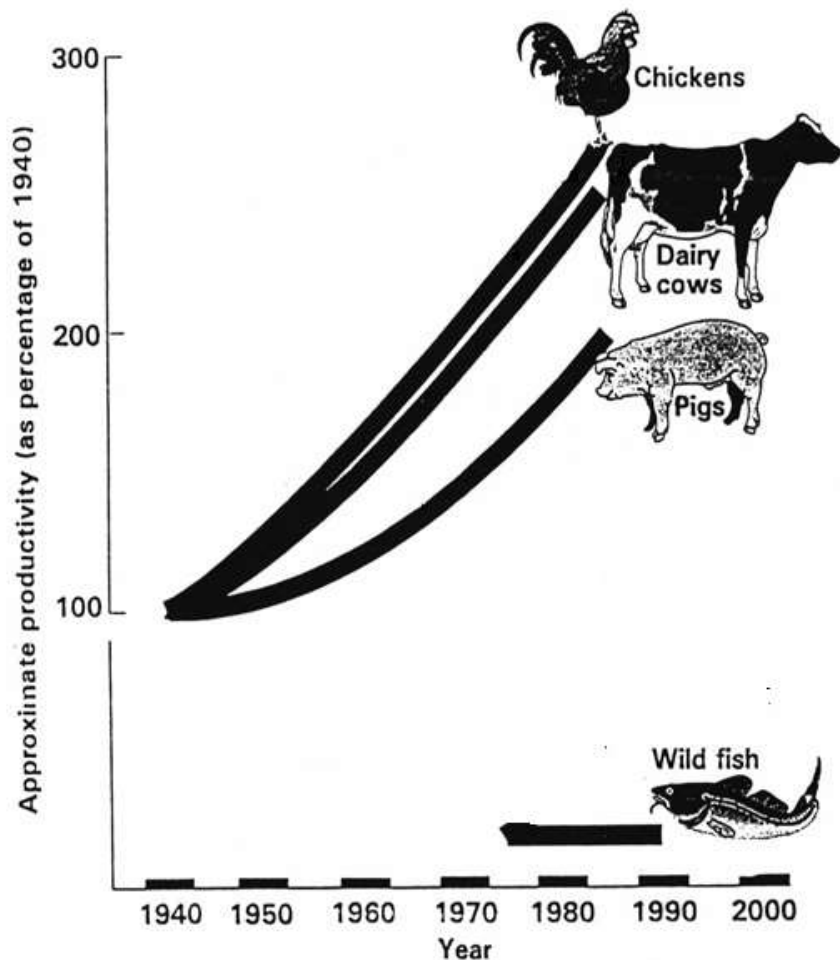 Approximate productivity (as percentage of 1940)
300
200
100
Chickens
Dairy
cows
Pigs
Wild fish
1940 1950 1960 1970 1980 1990 2000
Year